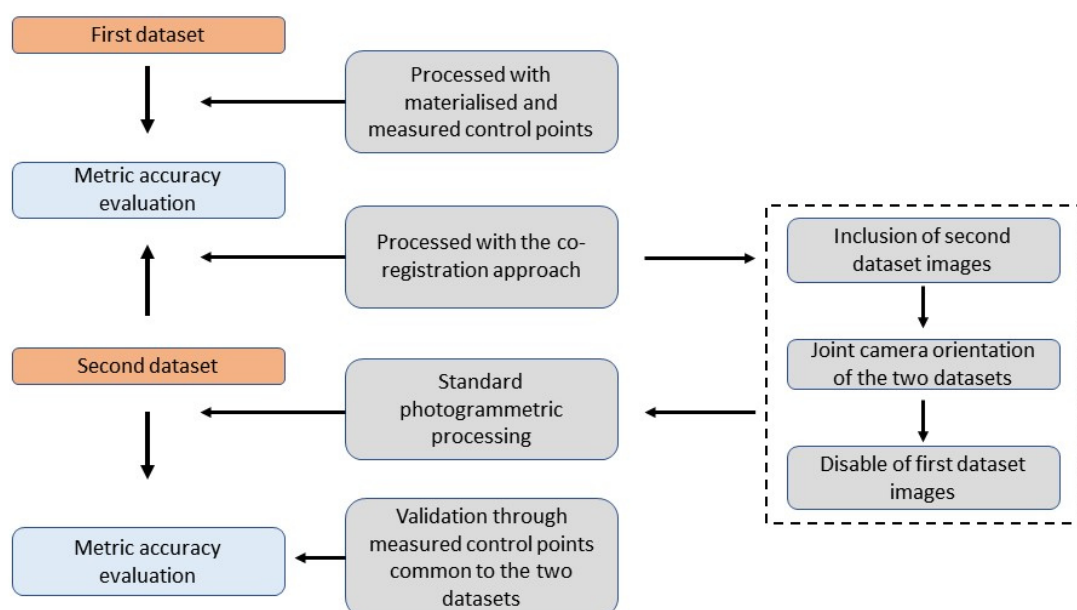 First dataset
Processed with
materialised and
measured control points
Metric accuracy
evaluation
Processed with the co-
registration approach
Inclusion of second
dataset images
Joint camera orientation
of the two datasets
Disable of first dataset
images
Second dataset
Standard
photogrammetric
processing
Metric accuracy
evaluation
Validation through
measured control points
common to the two
datasets